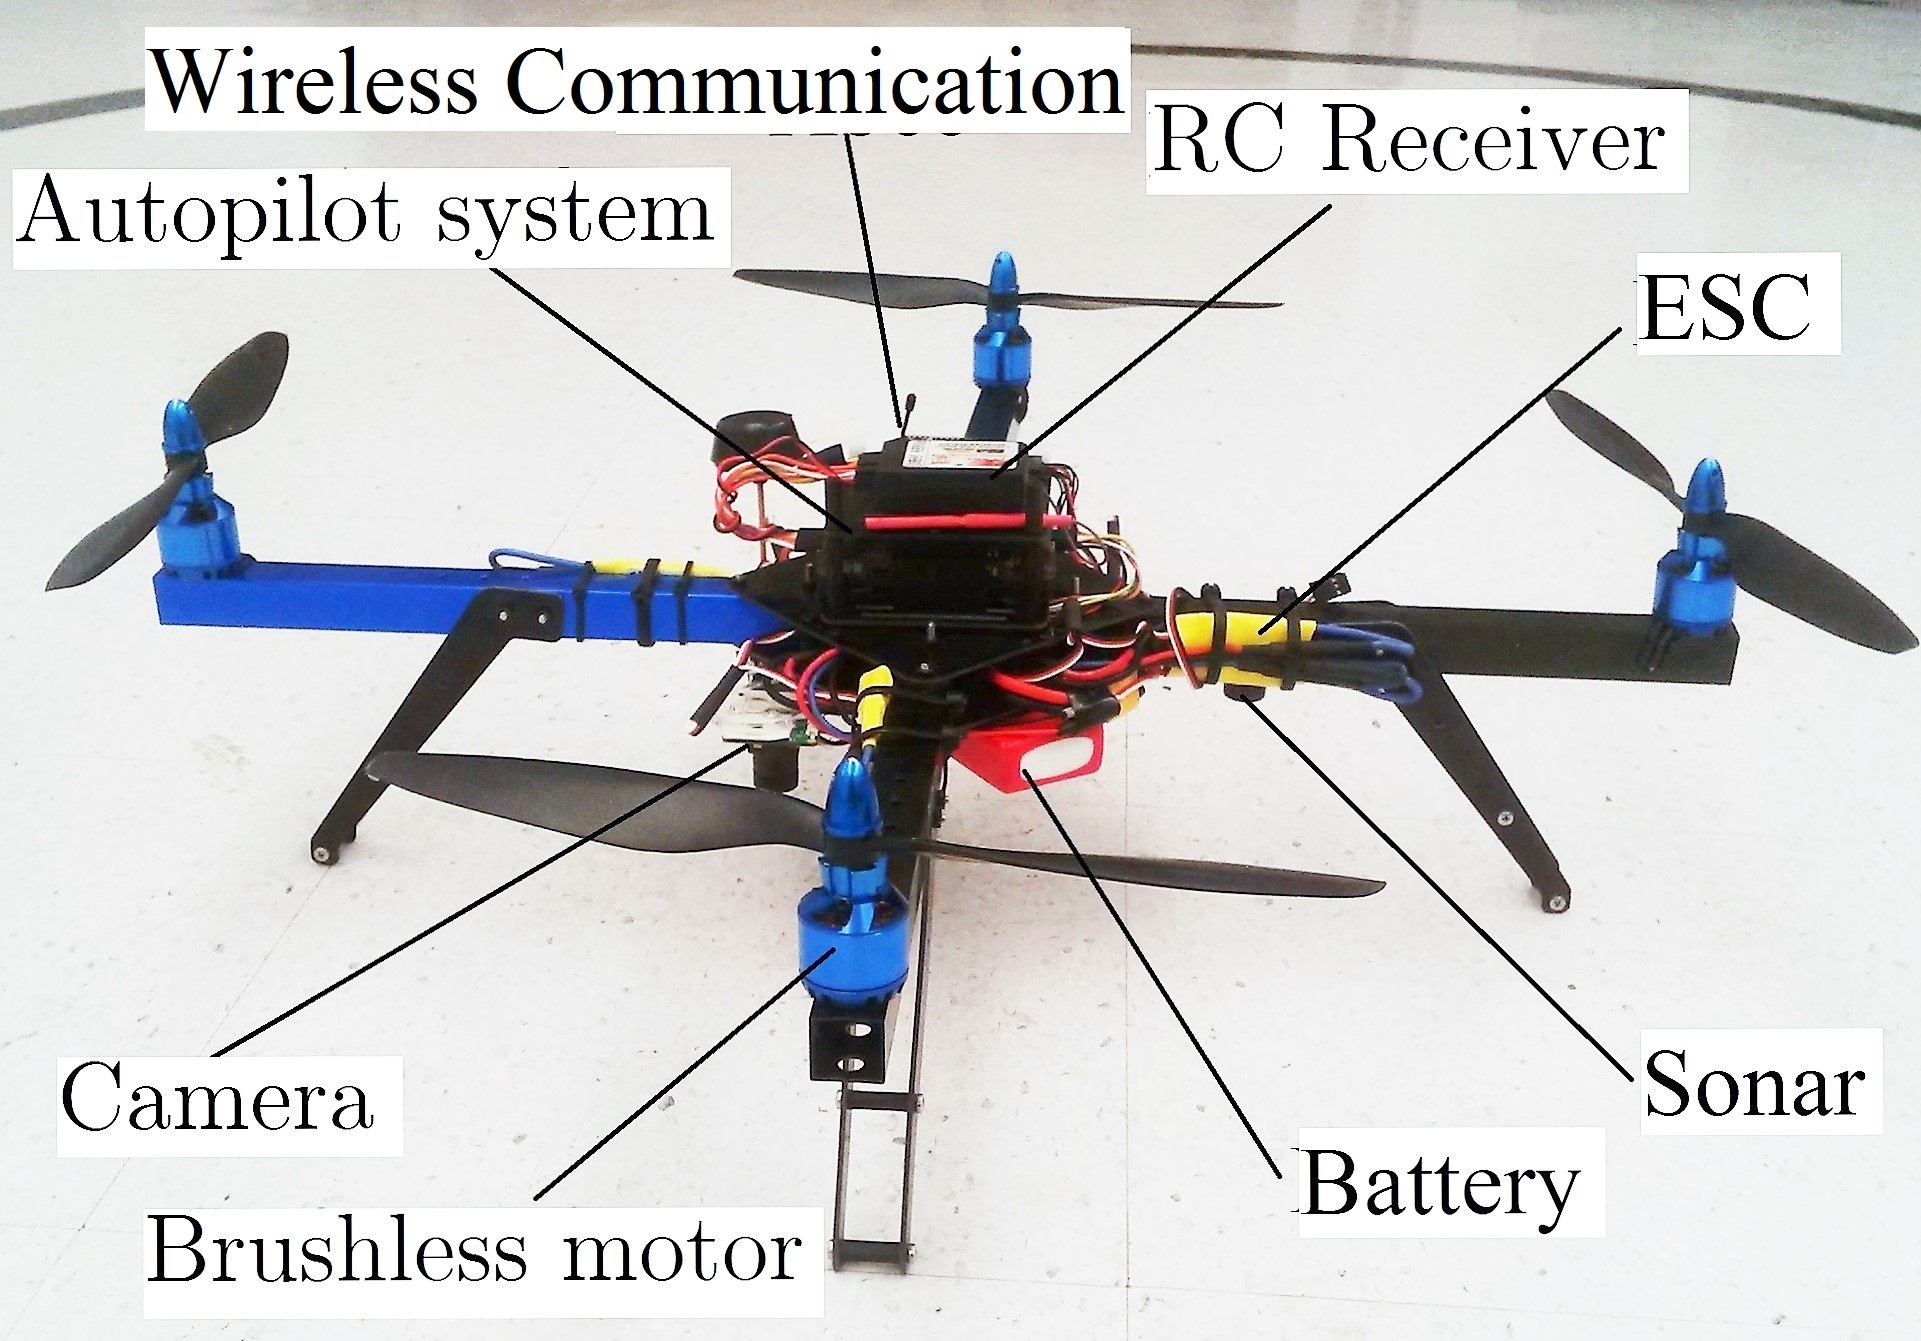 Wireless Communication
RC Receiver
Autopilot system
ESC
Camera
Sonar
Battery
Brushless motor